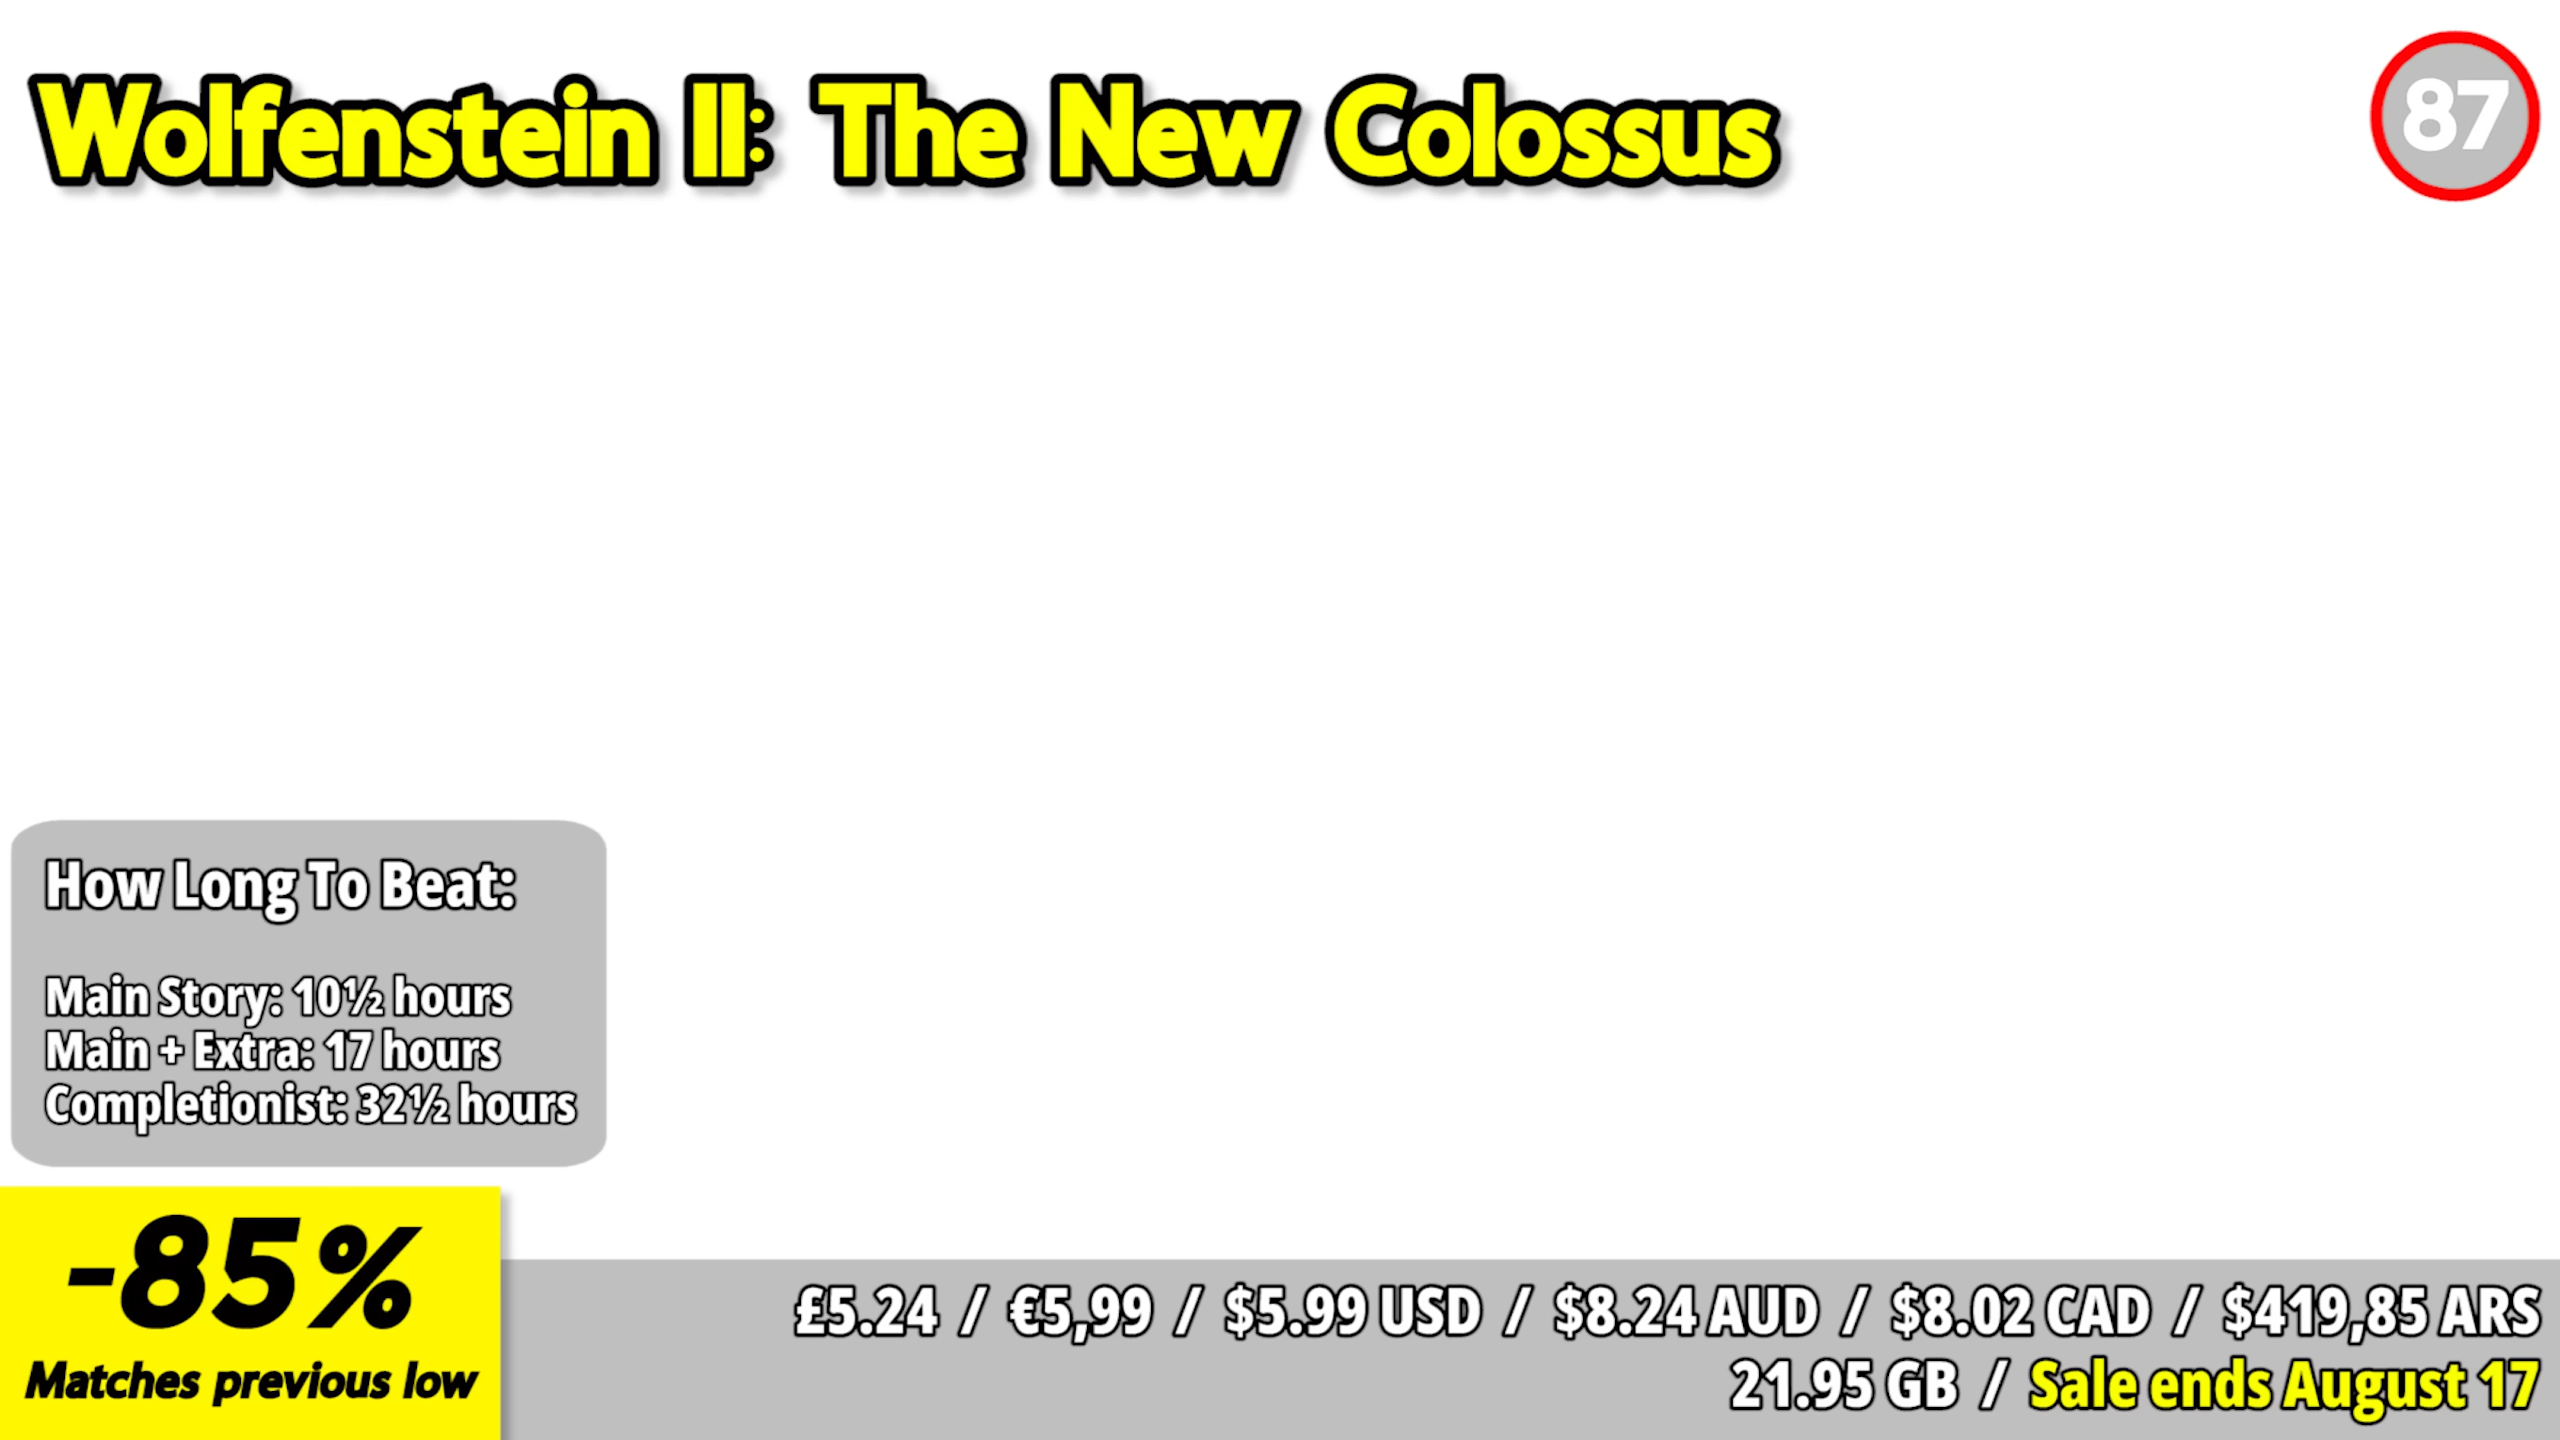 Wolfenstein II: The New Colossus
87
How Long To Beat:
Main Story: 10½ hours
Main + Extra: 17 hours
Completionist: 32½ hours
-85%
Matches previous low
£5.24 / €5,99 / $5.99 USD / $8.24 AUD / $8.02 CAD / $419,85 ARS
21.95 GB / Sale ends August 17